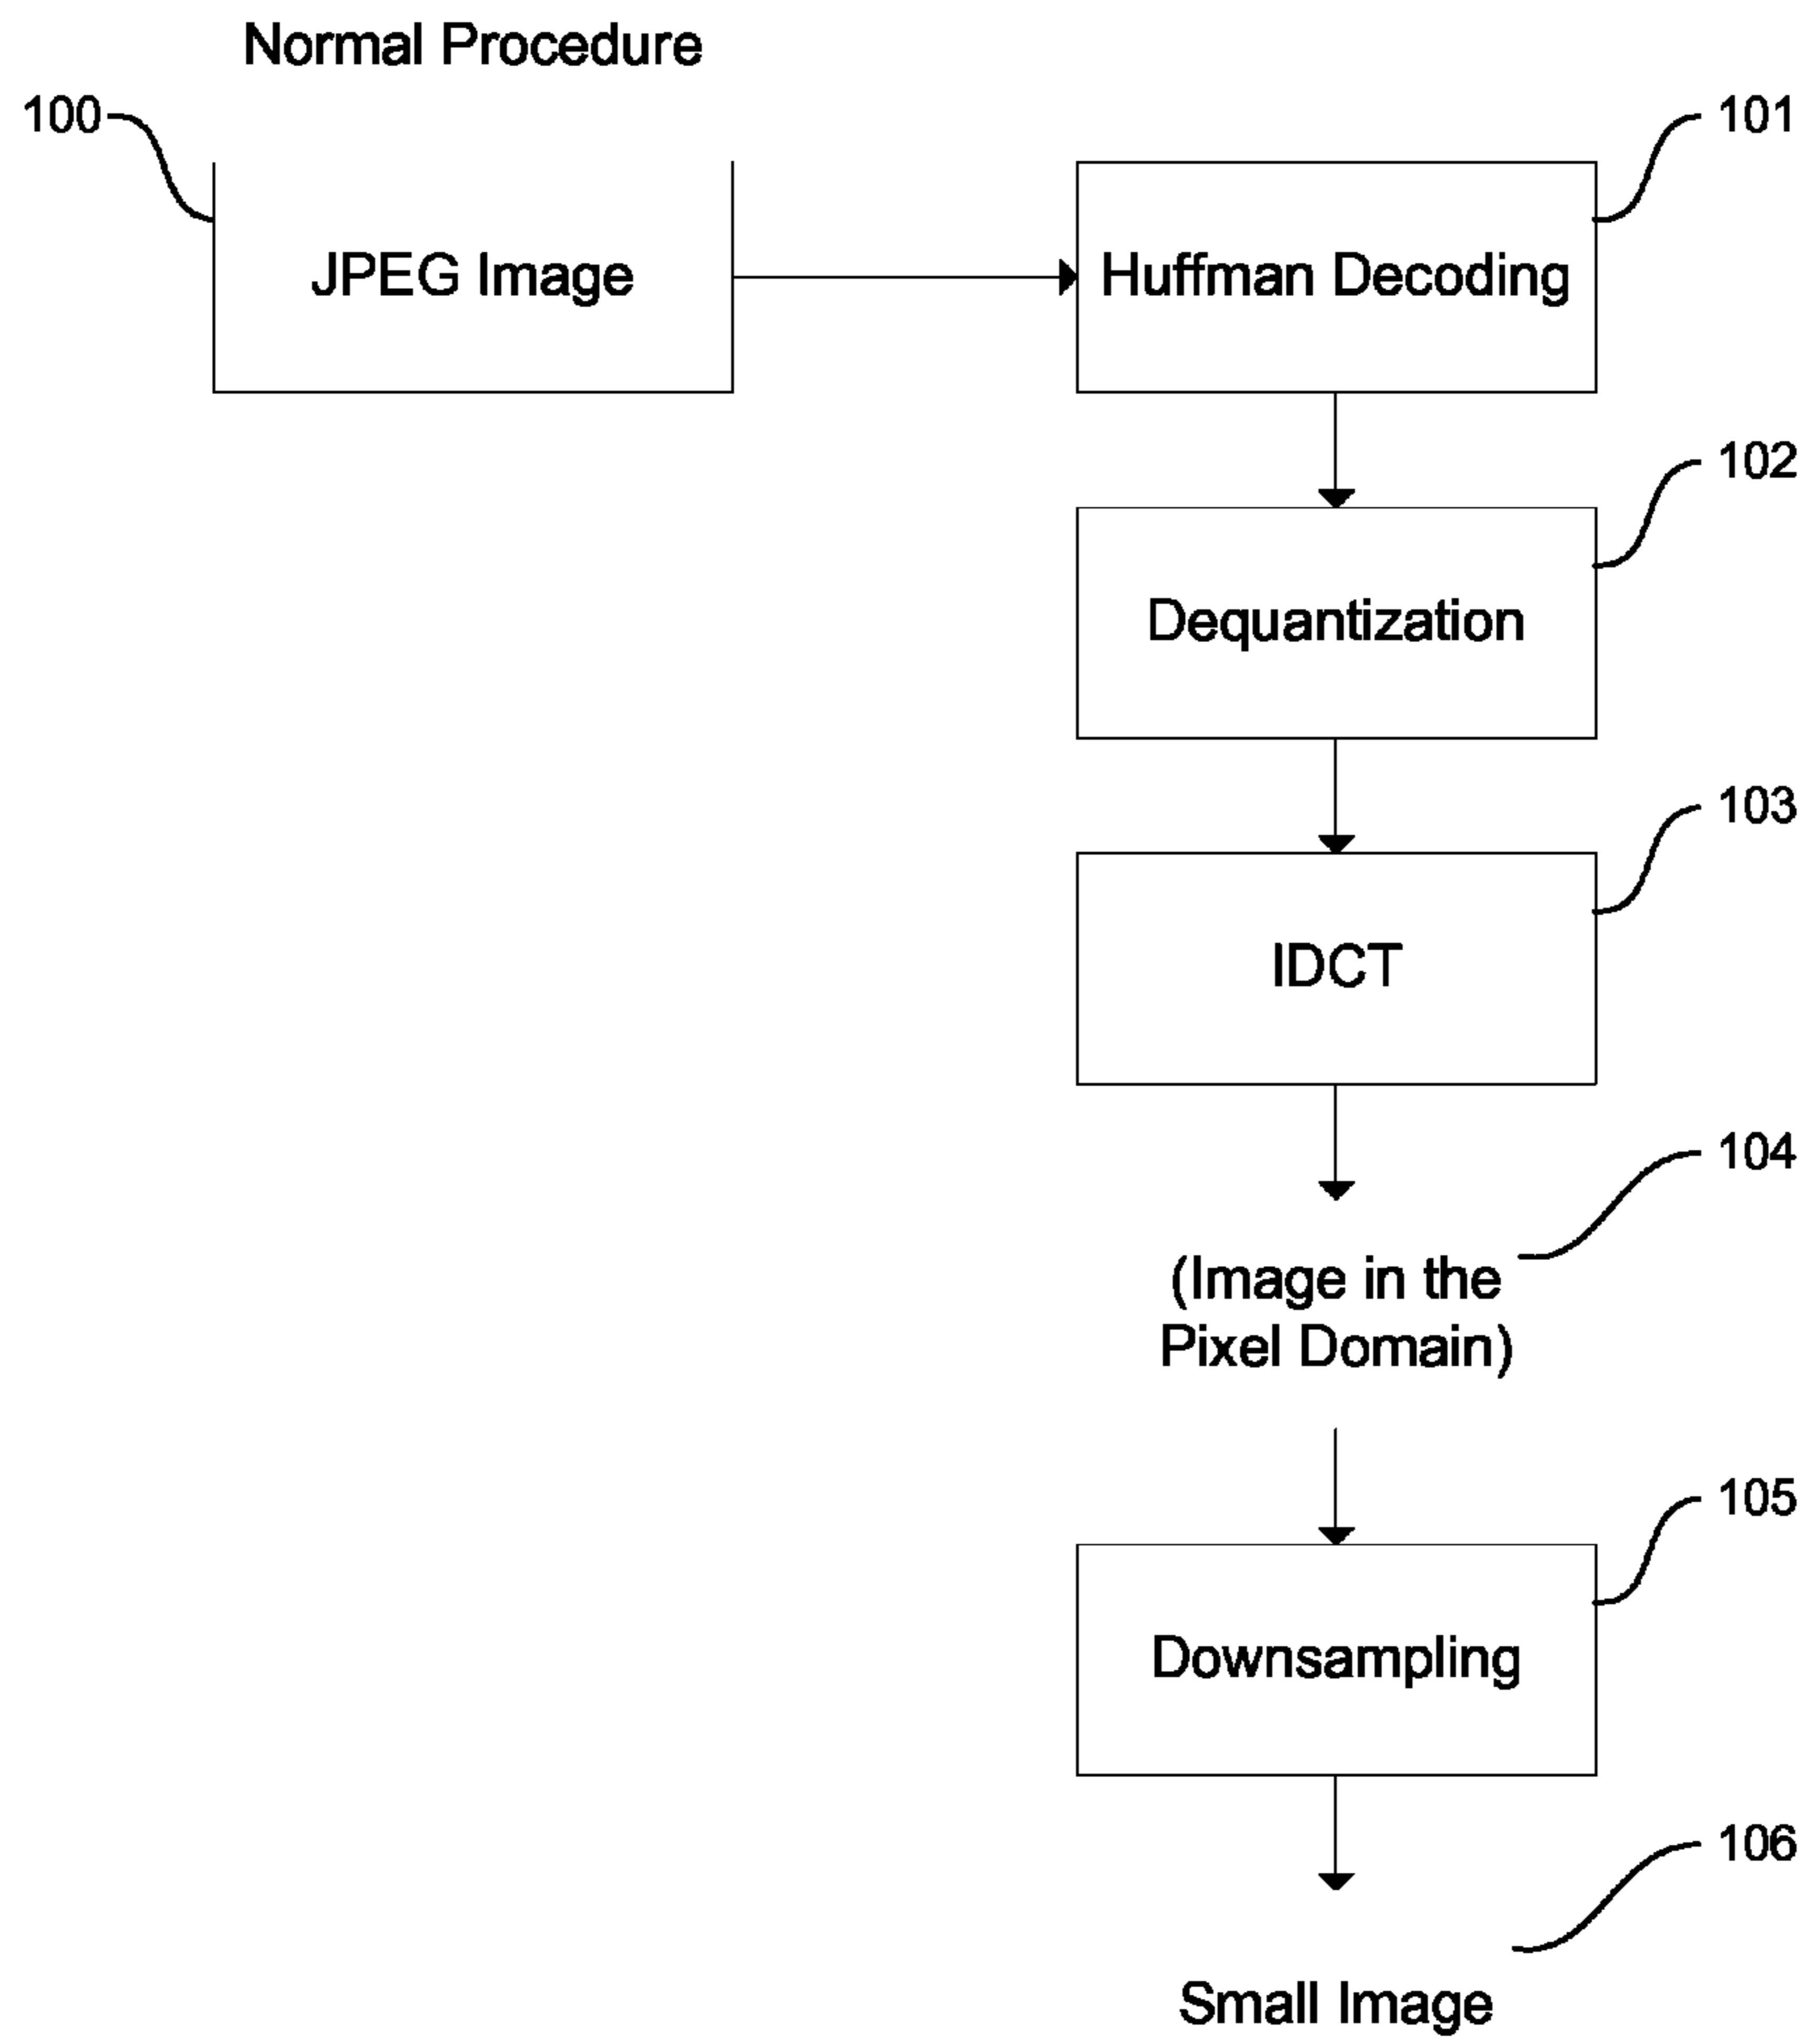 Normal Procedure
100
101
JPEG Image
Huffman Decoding
102
Dequantization
103
IDCT
104
(Image in the
Pixel Domain)
105
Downsampling
106
Small Image